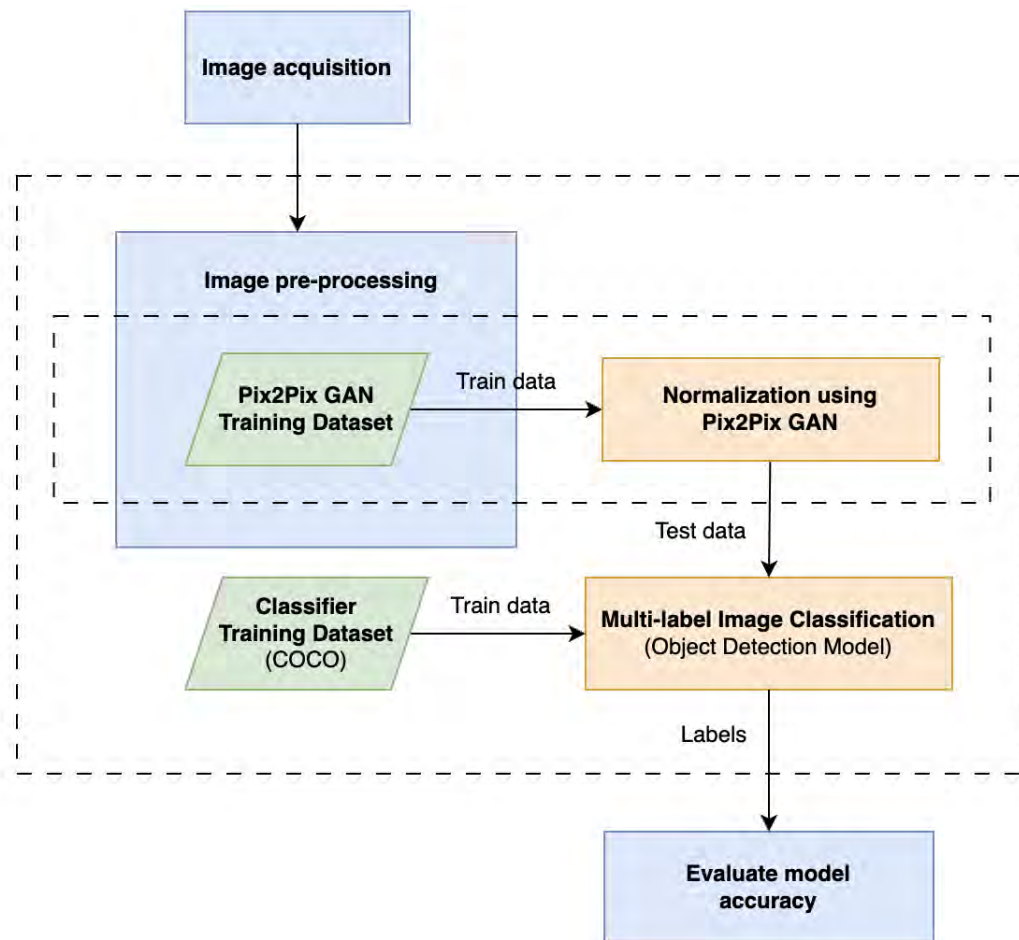 Image acquisition
Image pre-processing
Pix2Pix GAN
Training Dataset
Train data
Normalization using
Pix2Pix GAN
Test data
Classifier
Training Dataset
(COCO)
Train data
Multi-label Image Classification
(Object Detection Model)
Labels
Evaluate model
accuracy